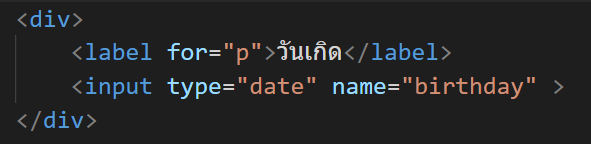 <div>
<label for="p">วันเกิด</label>
<input type="date" name="birthday" >
</div>